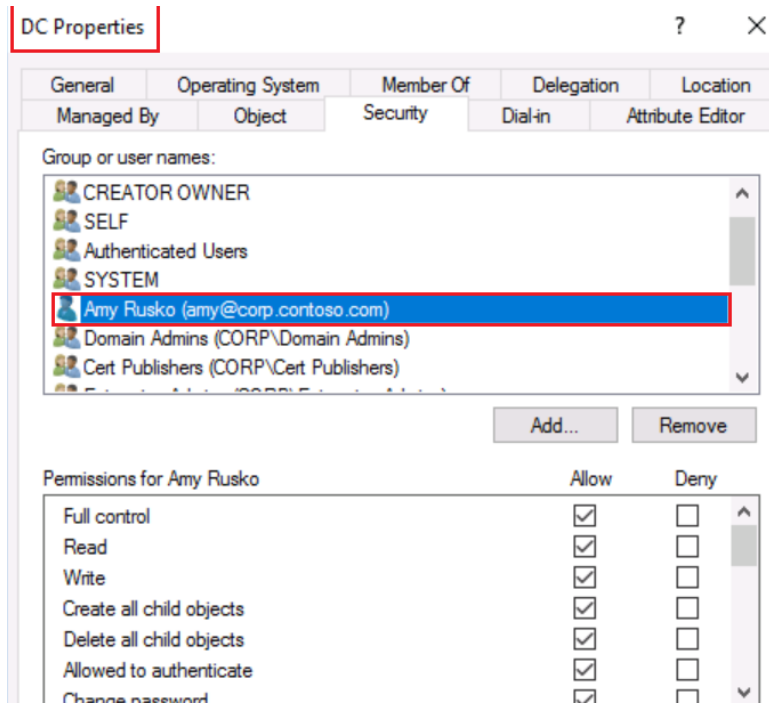 DC Properties
?
General Operating System Member Of Delegation Location
Managed By Object Security Dial-in Attribute Editor
Group or user names:
CREATOR OWNER
SELF
Authenticated Users
SYSTEM
Amy Rusko (amy@corp.contoso.com)
Domain Admins (CORP\Domain Admins)
Cert Publishers (CORP\Cert Publishers)
Add... Remove
Permissions for Amy Rusko Allow Deny
Full control
Read
Write
Create all child objects
Delete all child objects
Allowed to authenticate
Change password